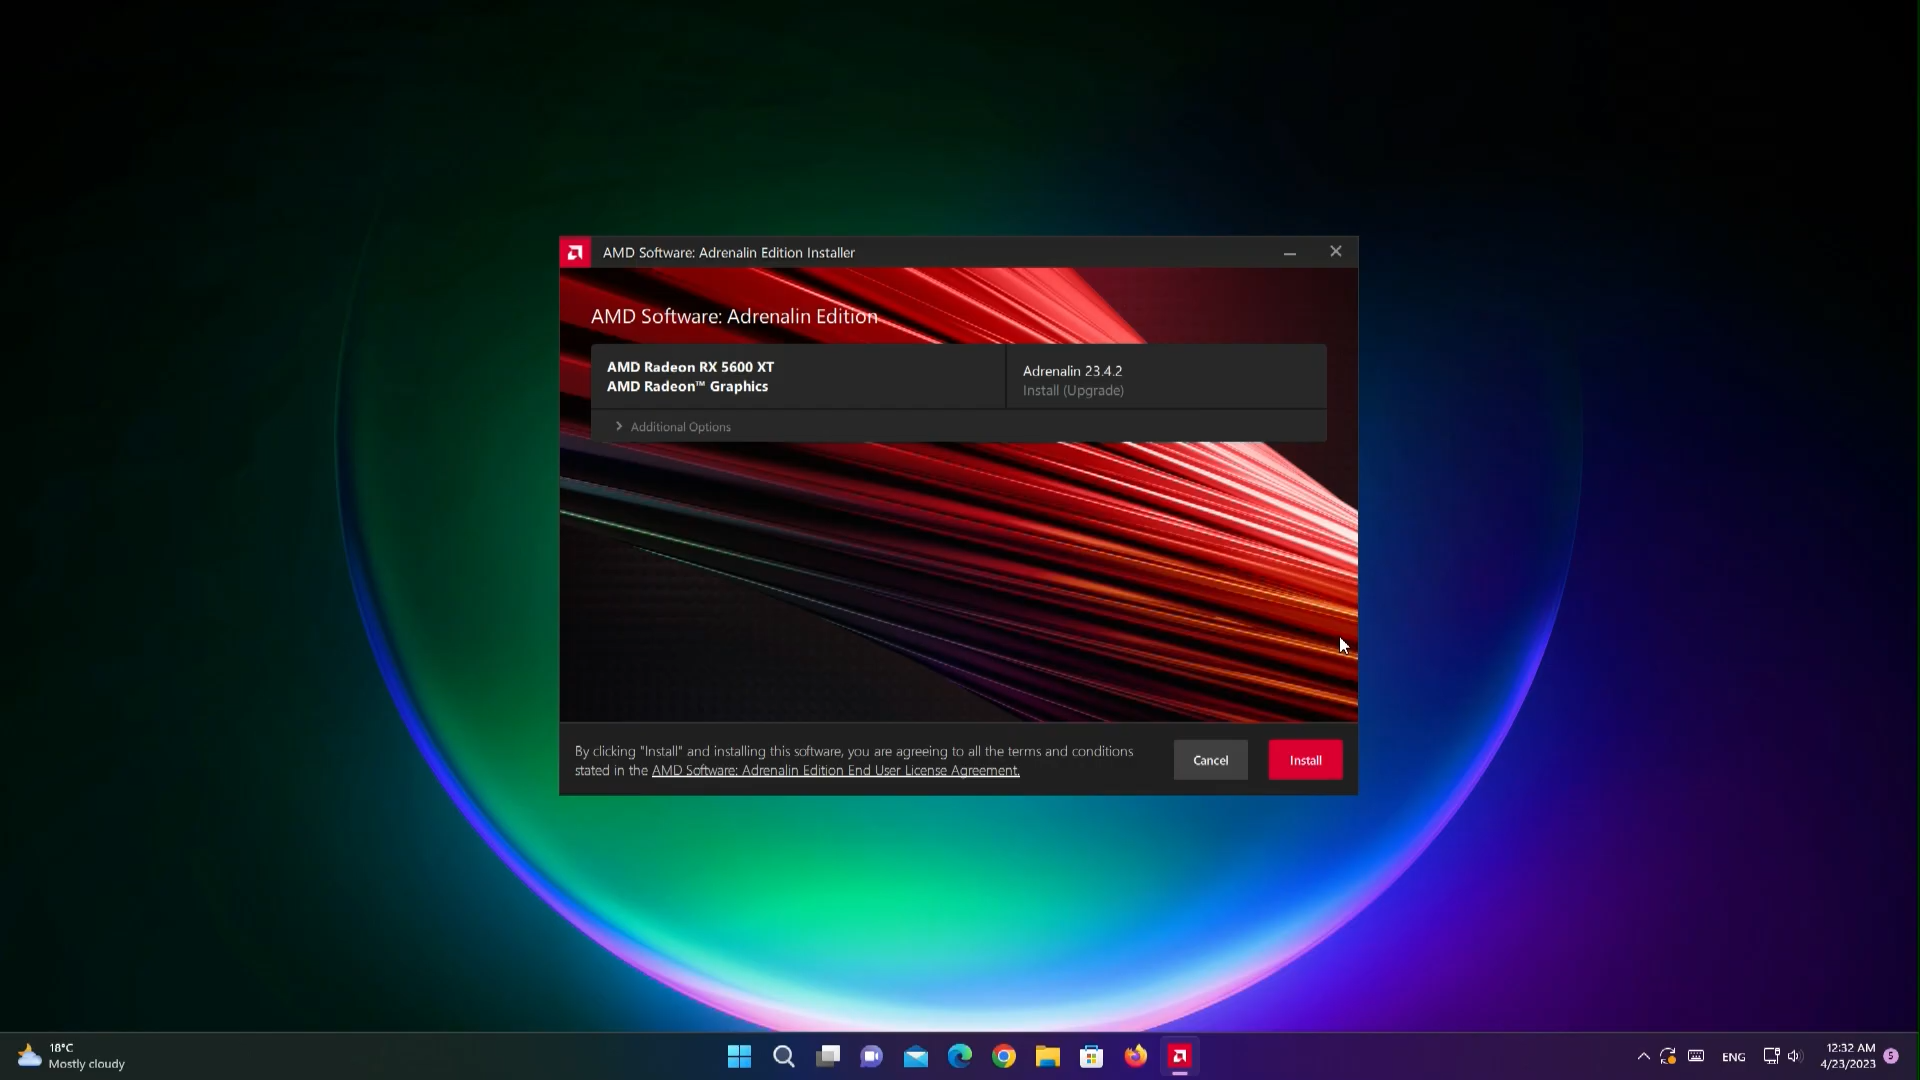 AMD Software: Adrenalin Edition Installer
AMD Software: Adrenalin Edition
AMD Radeon RX 5600 XT
AMD Radeon™ Graphics
Adrenalin 23.4.2
Install (Upgrade)
Additional Options
By clicking "Install" and installing this software, you are agreeing to all the terms and conditions
stated in the AMD Software: Adrenalin Edition End User License Agreement.
Cancel
Install
18°C
Mostly cloudy
ENG
12:32 AM
4/23/2023
5